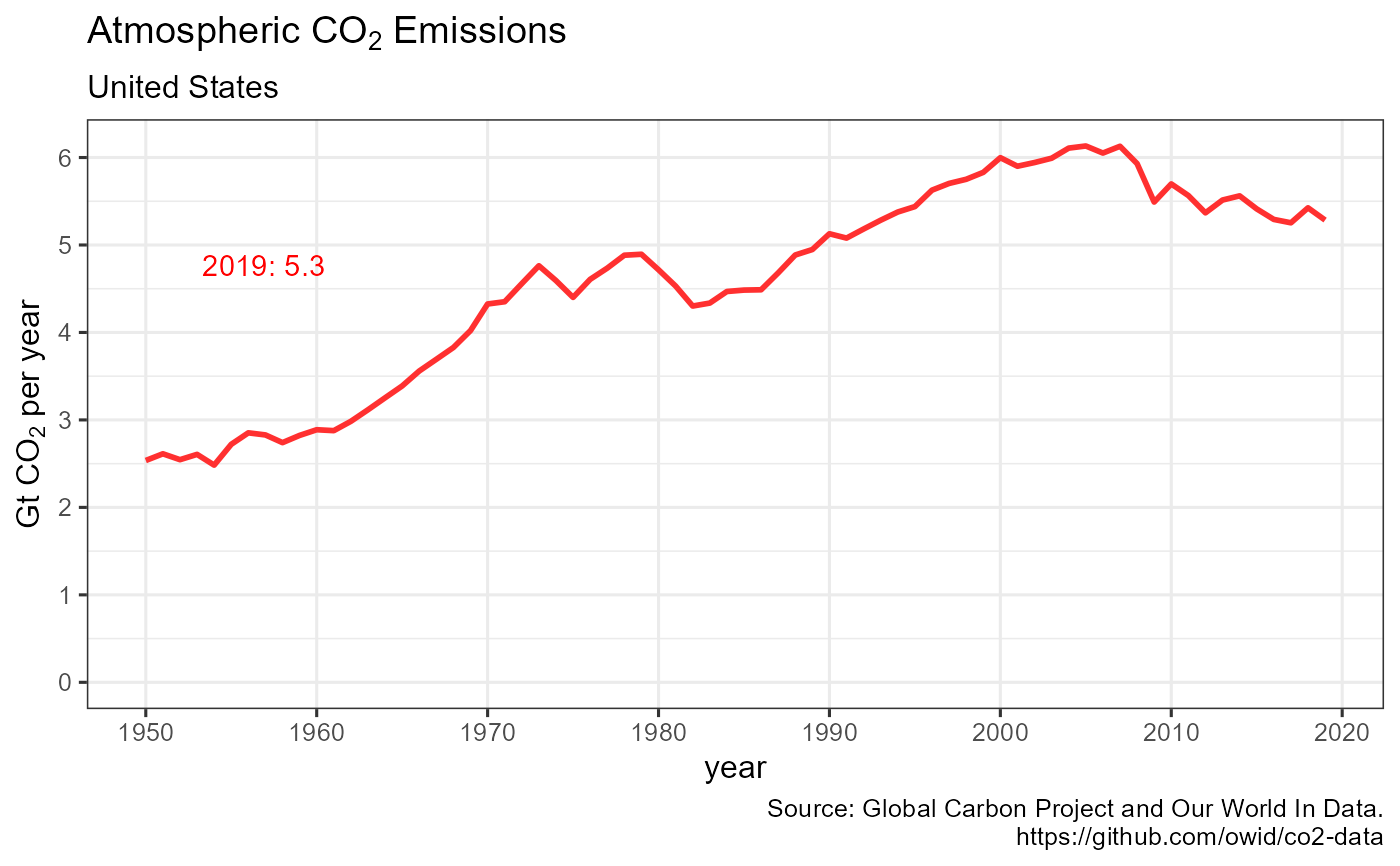 Atmospheric CO₂ Emissions
United States
Gt CO₂ per year
6
5
4
3
2
1
0
2019: 5.3
1950 1960 1970 1980 1990 2000 2010 2020
year
Source: Global Carbon Project and Our World In Data.
https://github.com/owid/co2-data